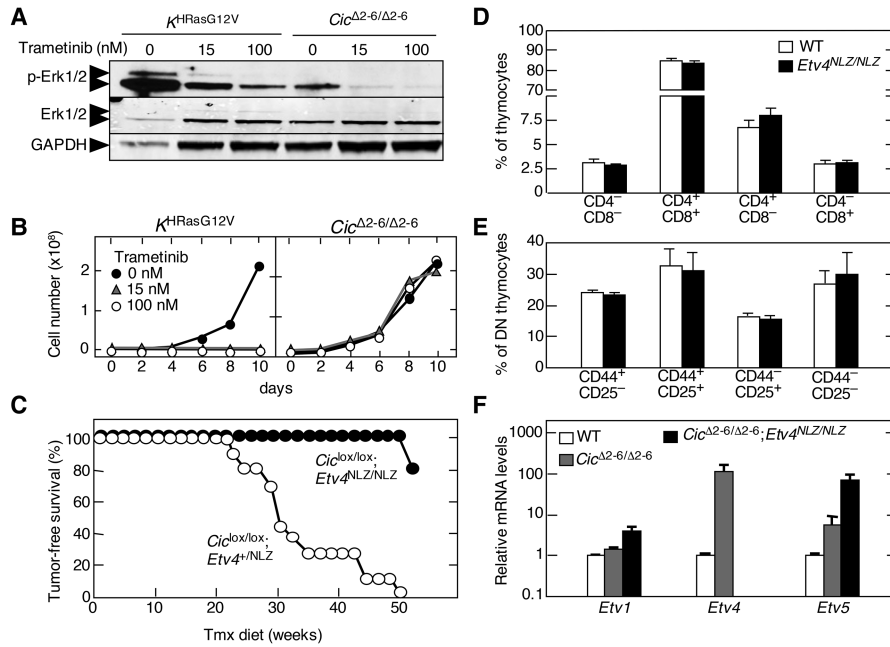 A
K^HRasG12V
Cic^Δ2-6/Δ2-6
Trametinib (nM) 0 15 100 0 15 100
p-Erk1/2
Erk1/2
GAPDH
B
K^HRasG12V
Cic^Δ2-6/Δ2-6
Cell number (x10^8)
2
1
0
Trametinib
0 nM
15 nM
100 nM
0 2 4 6 8 10 0 2 4 6 8 10
days
C
Tumor-free survival (%)
100
80
60
40
20
0
Cic^lox/lox;
Etv4^NLZ/NLZ
Cic^lox/lox;
Etv4^+/NLZ
0 10 20 30 40 50
Tmx diet (weeks)
D
% of thymocytes
100
90
80
70
7.5
5
2.5
WT
Etv4^NLZ/NLZ
CD4– CD4+ CD4+ CD4–
CD8– CD8+ CD8– CD8+
E
% of DN thymocytes
40
30
20
10
0
CD44+ CD44+ CD44– CD44–
CD25– CD25+ CD25+ CD25–
F
Relative mRNA levels
1000
100
10
1
0.1
WT
Cic^Δ2-6/Δ2-6
Cic^Δ2-6/Δ2-6;Etv4^NLZ/NLZ
Etv1 Etv4 Etv5